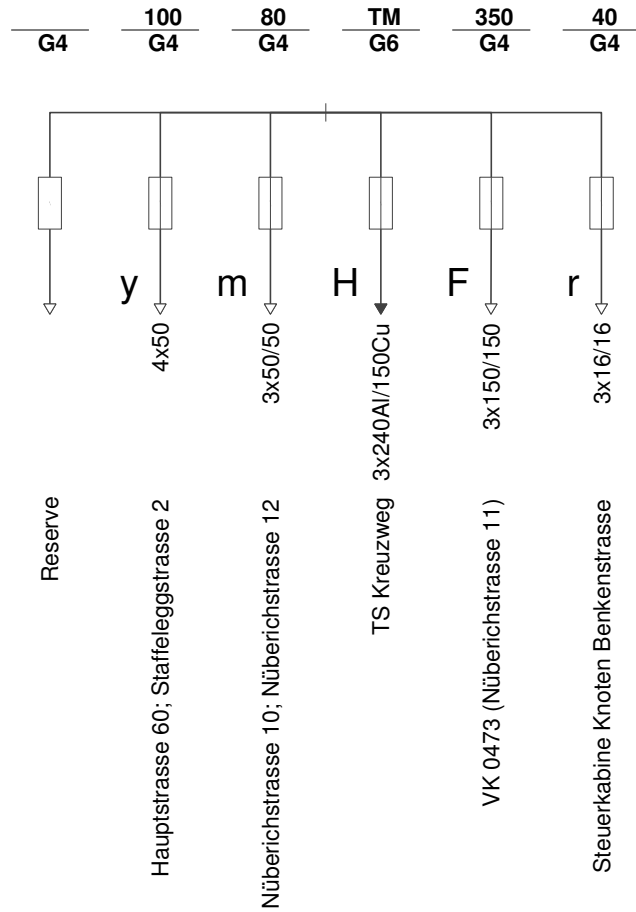 100 80 TM 350 40
G4 G4 G4 G6 G4 G4
y m H F r
4x50
3x50/50
3x240Al/150Cu
3x150/150
3x16/16
Reserve
Hauptstrasse 60; Staffeleggstrasse 2
Nüberichstrasse 10; Nüberichstrasse 12
TS Kreuzweg
VK 0473 (Nüberichstrasse 11)
Steuerkabine Knoten Benkenstrasse